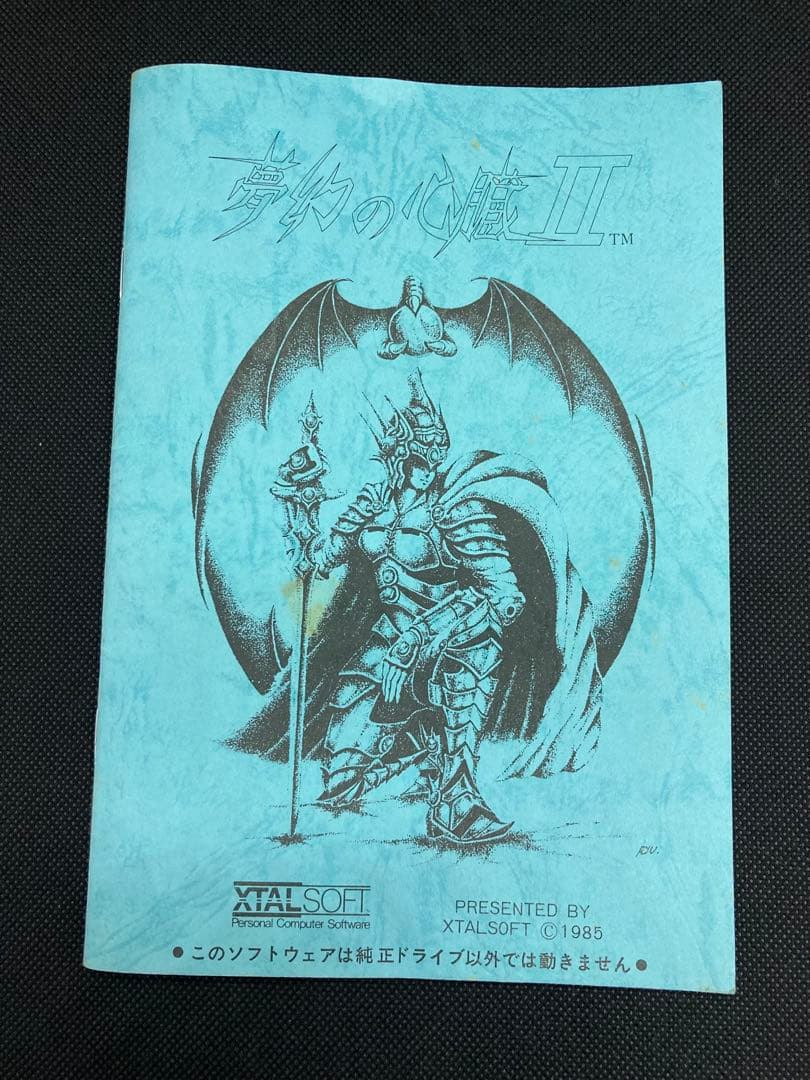 夢幻の心臓II
TM
RYU.
XTALSOFT
Personal Computer Software
PRESENTED BY
XTALSOFT ©1985
●このソフトウェアは純正ドライブ以外では動きません●